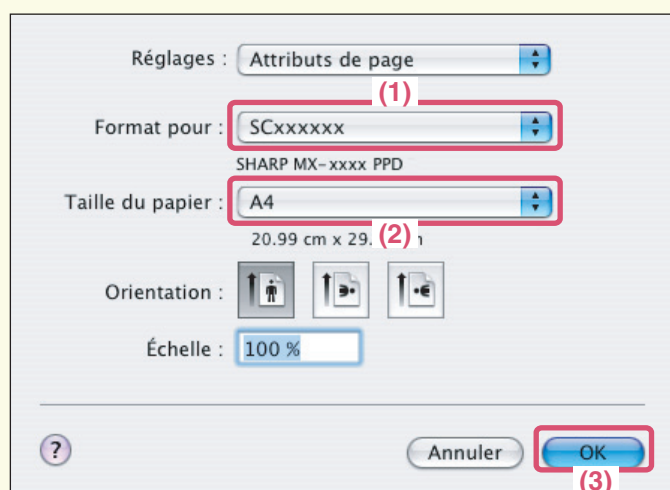 Réglages : Attributs de page
(1)
Format pour : SCxxxxxx
SHARP MX-xxxx PPD
Taille du papier : A4
(2)
20.99 cm x 29.
Orientation :
Échelle : 100 %
? Annuler OK
(3)